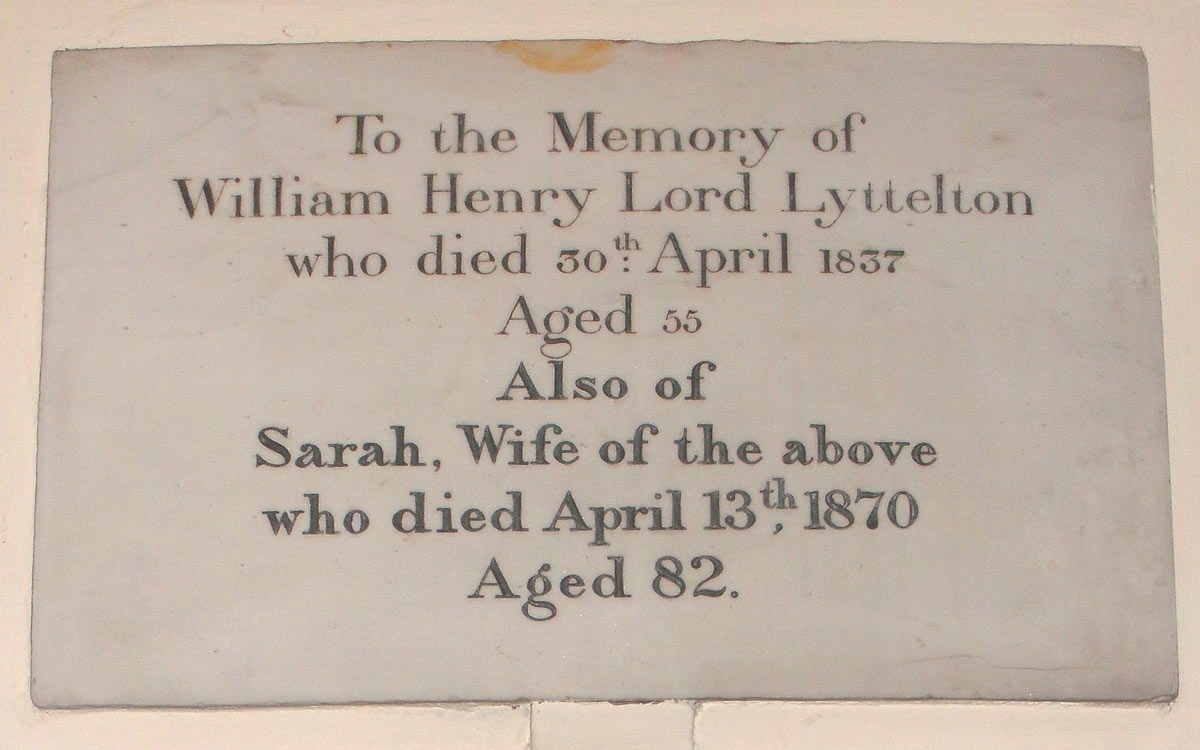 To the Memory of
William Henry Lord Lyttelton
who died 30th. April 1837
Aged 55
Also of
Sarah, Wife of the above
who died April 13th, 1870
Aged 82.